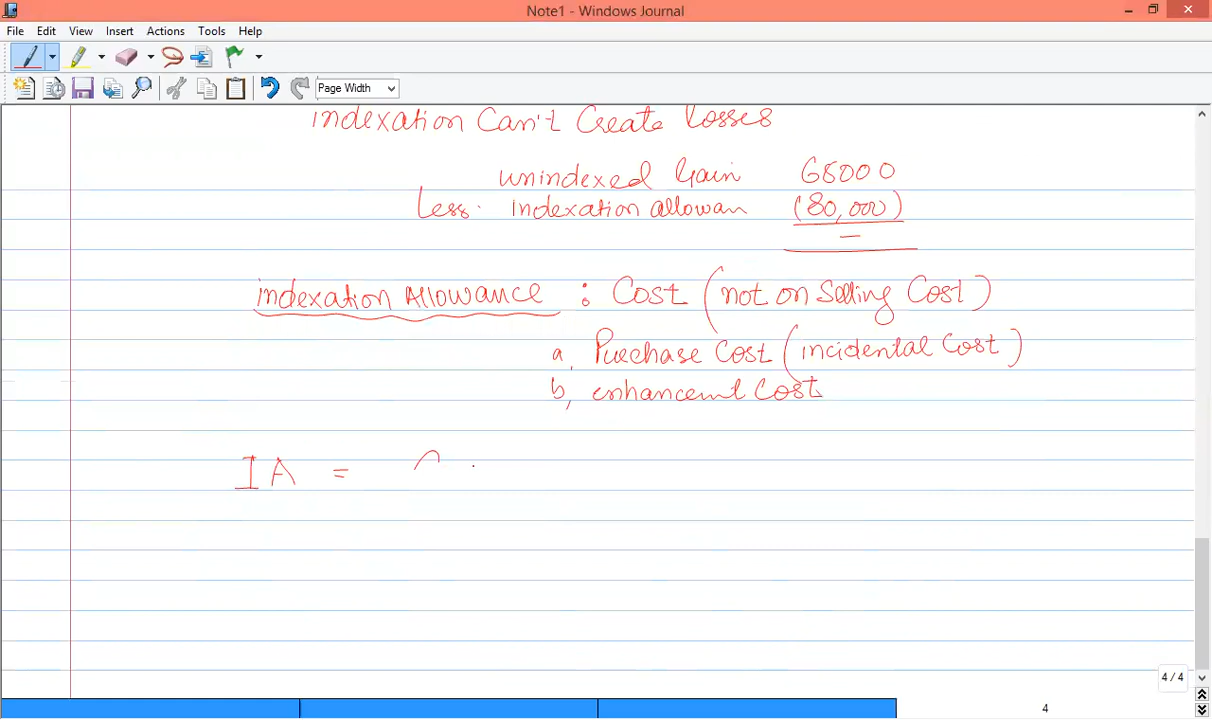 Note1 - Windows Journal
File Edit View Insert Actions Tools Help
Page Width
indexation Can't Create losses
unindexed Gain 68000
Less. indexation allowan (80,000)
—
indexation Allowance : Cost (not on Selling Cost)
a, Purchase Cost (incidental Cost)
b, enhancemnt Cost
IA =
4 / 4
4